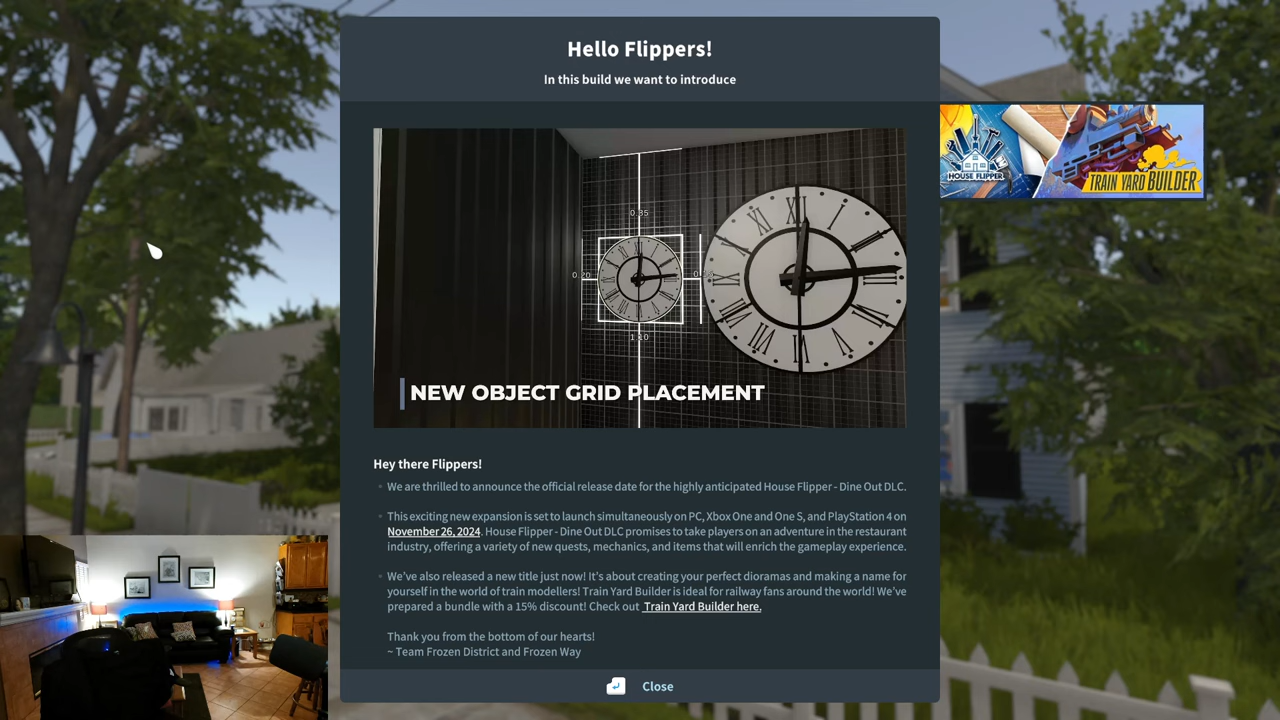 Hello Flippers!
In this build we want to introduce
HOUSE FLIPPER
TRAIN YARD BUILDER
0.35
0.20
1.10
NEW OBJECT GRID PLACEMENT
Hey there Flippers!
We are thrilled to announce the official release date for the highly anticipated House Flipper - Dine Out DLC.
This exciting new expansion is set to launch simultaneously on PC, Xbox One and One S, and PlayStation 4 on
November 26, 2024. House Flipper - Dine Out DLC promises to take players on an adventure in the restaurant
industry, offering a variety of new quests, mechanics, and items that will enrich the gameplay experience.
We've also released a new title just now! It's about creating your perfect dioramas and making a name for
yourself in the world of train modellers! Train Yard Builder is ideal for railway fans around the world! We've
prepared a bundle with a 15% discount! Check out Train Yard Builder here.
Thank you from the bottom of our hearts!
~ Team Frozen District and Frozen Way
Close